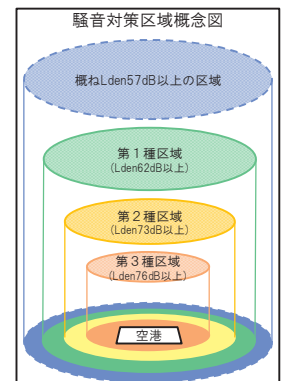 騒音対策区域概念図
概ねLden57dB以上の区域
第１種区域
(Lden62dB以上)
第２種区域
(Lden73dB以上)
第３種区域
(Lden76dB以上)
空港